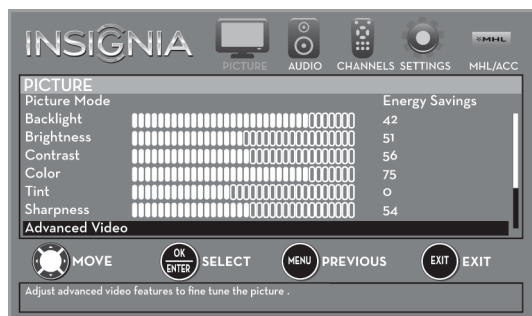 INSIGNIA
PICTURE AUDIO CHANNELS SETTINGS MHL/ACC
MHL
PICTURE
Picture Mode Energy Savings
Backlight 42
Brightness 51
Contrast 56
Color 75
Tint 0
Sharpness 54
Advanced Video
MOVE OK ENTER SELECT MENU PREVIOUS EXIT EXIT
Adjust advanced video features to fine tune the picture .